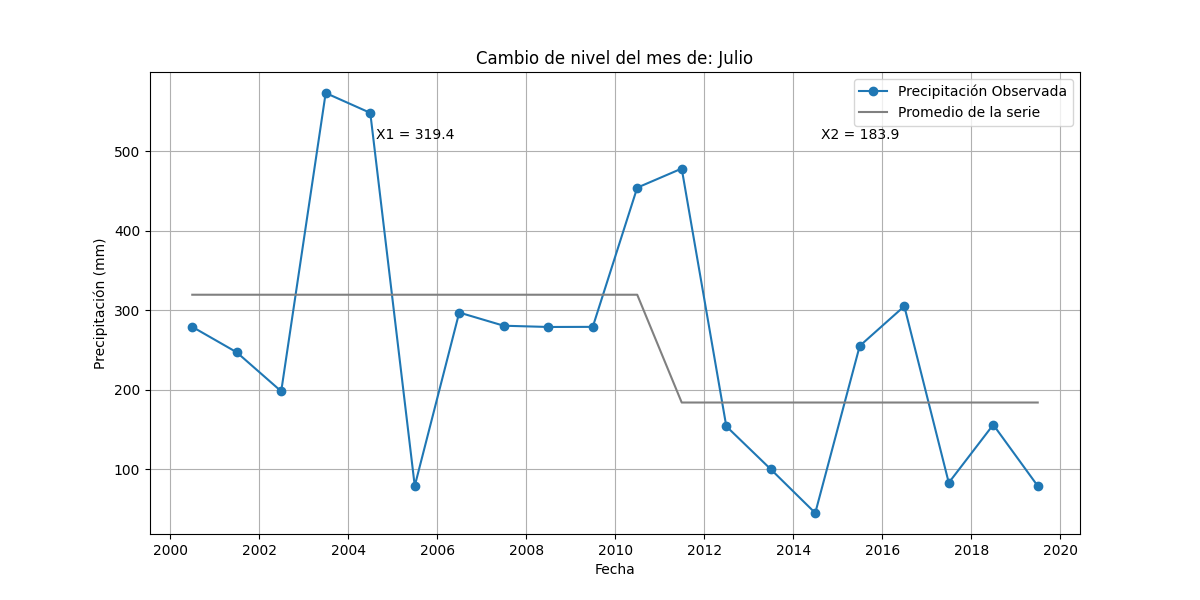 Cambio de nivel del mes de: Julio
Precipitación Observada
Promedio de la serie
X1 = 319.4
X2 = 183.9
500
400
300
200
100
Precipitación (mm)
2000 2002 2004 2006 2008 2010 2012 2014 2016 2018 2020
Fecha